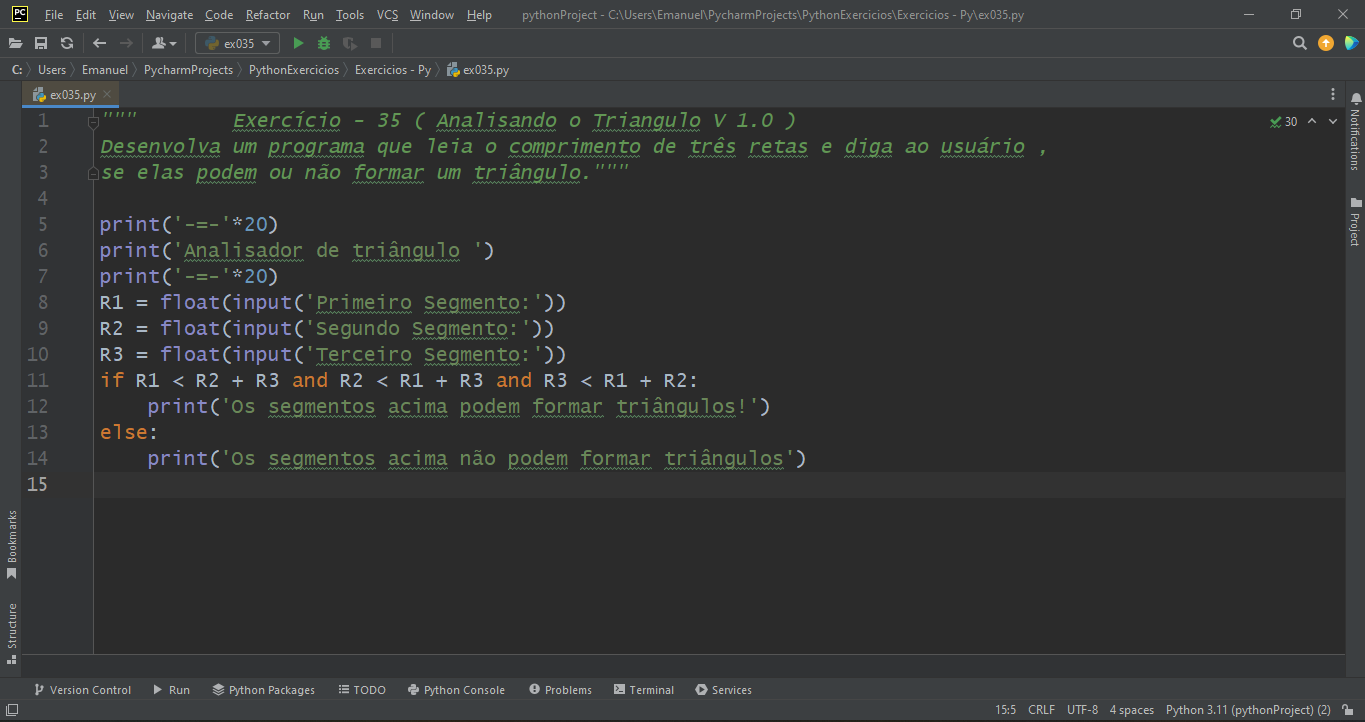 PC File Edit View Navigate Code Refactor Run Tools VCS Window Help pythonProject - C:\Users\Emanuel\PycharmProjects\PythonExercicios\Exercicios - Py\ex035.py
ex035
C: Users Emanuel PycharmProjects PythonExercicios Exercicios - Py ex035.py
ex035.py
1 """        Exercício - 35 ( Analisando o Triangulo V 1.0 )
2 Desenvolva um programa que leia o comprimento de três retas e diga ao usuário ,
3 se elas podem ou não formar um triângulo."""
4
5 print('-=-'*20)
6 print('Analisador de triângulo ')
7 print('-=-'*20)
8 R1 = float(input('Primeiro Segmento:'))
9 R2 = float(input('Segundo Segmento:'))
10 R3 = float(input('Terceiro Segmento:'))
11 if R1 < R2 + R3 and R2 < R1 + R3 and R3 < R1 + R2:
12     print('Os segmentos acima podem formar triângulos!')
13 else:
14     print('Os segmentos acima não podem formar triângulos')
15
30
Notifications
Project
Bookmarks
Structure
Version Control Run Python Packages TODO Python Console Problems Terminal Services
15:5 CRLF UTF-8 4 spaces Python 3.11 (pythonProject) (2)